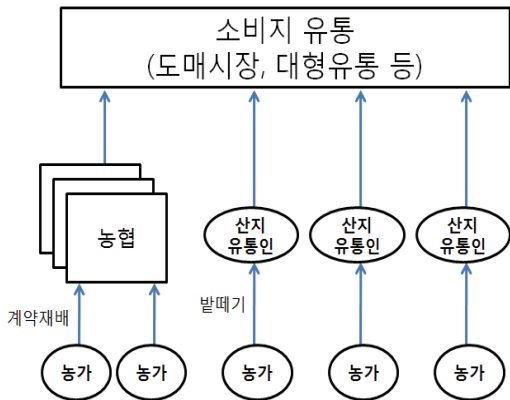 소비지 유통
(도매시장, 대형유통 등)
농협
산지
유통인
산지
유통인
산지
유통인
계약재배
밭떼기
농가
농가
농가
농가
농가